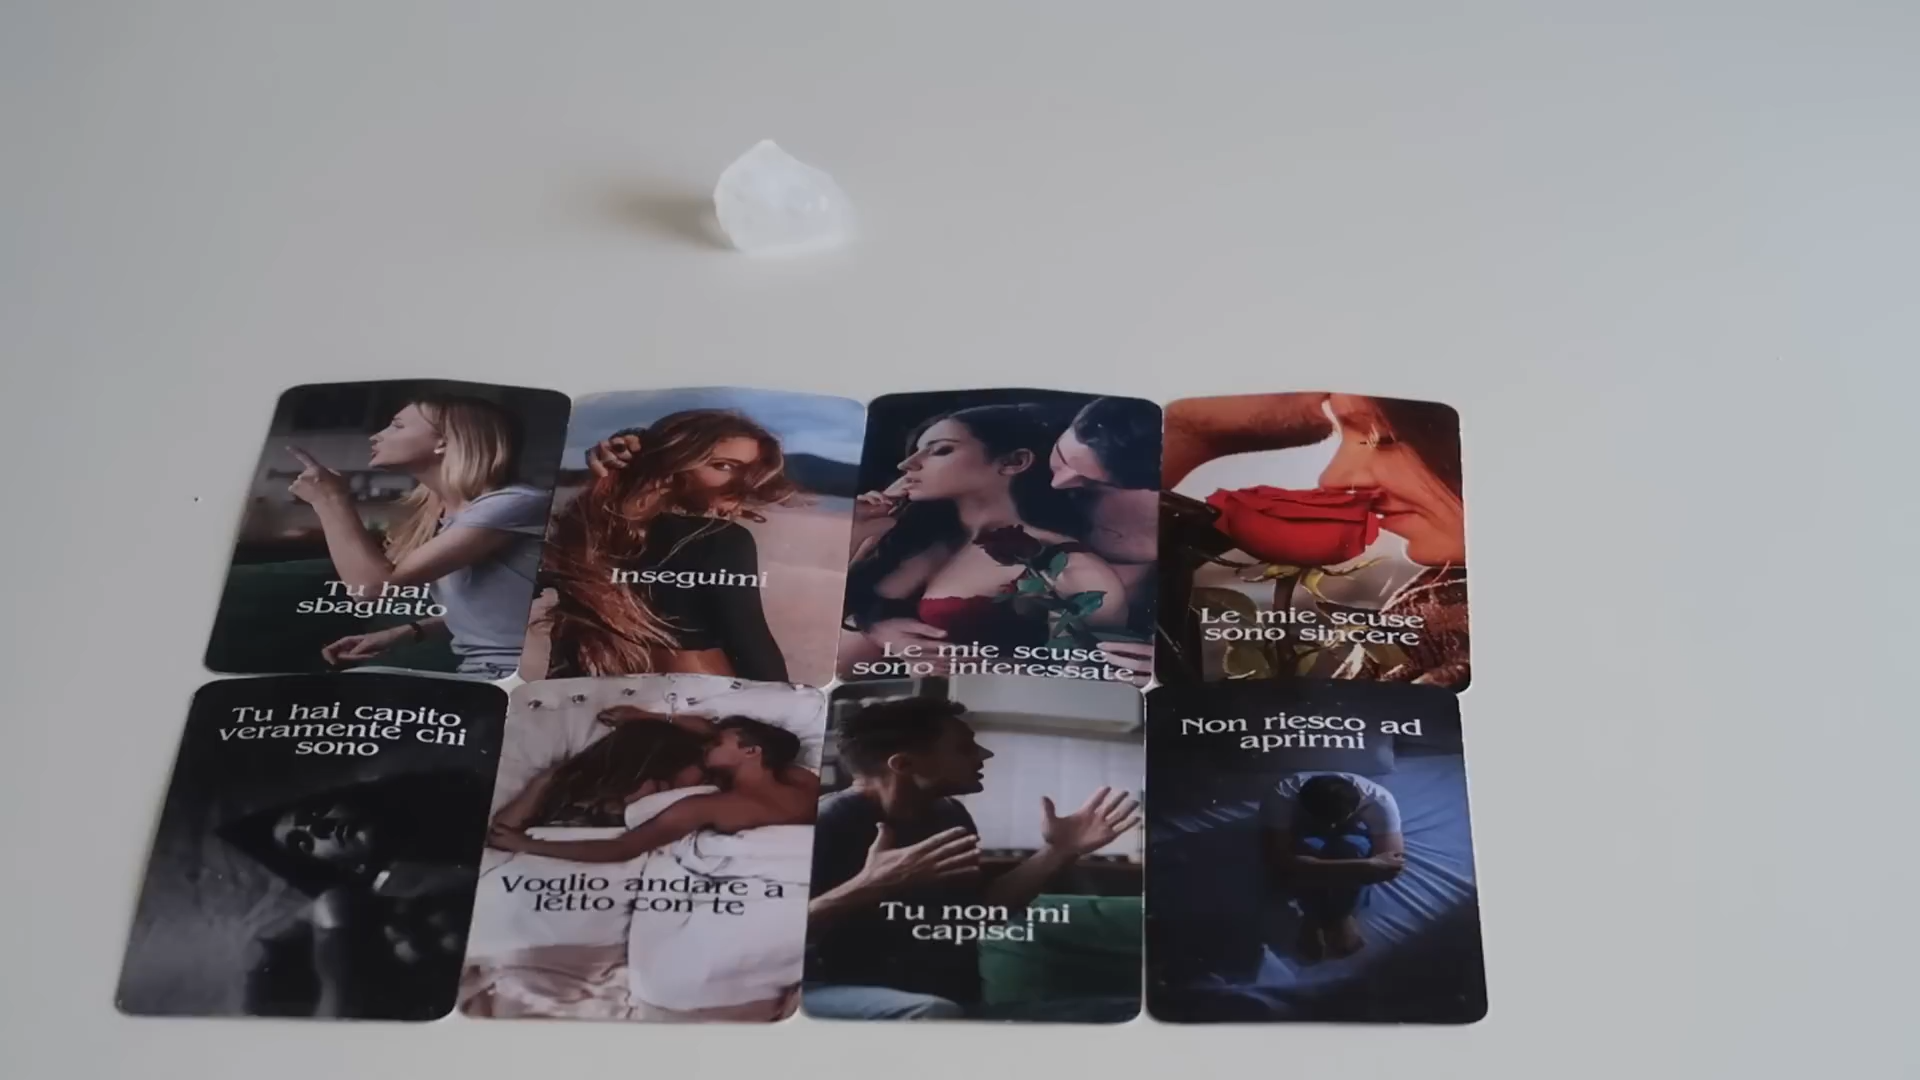 Tu hai
sbagliato
Inseguimi
Le mie scuse
sono interessate
Le mie scuse
sono sincere
Tu hai capito
veramente chi
sono
Voglio andare a
letto con te
Tu non mi
capisci
Non riesco ad
aprirmi